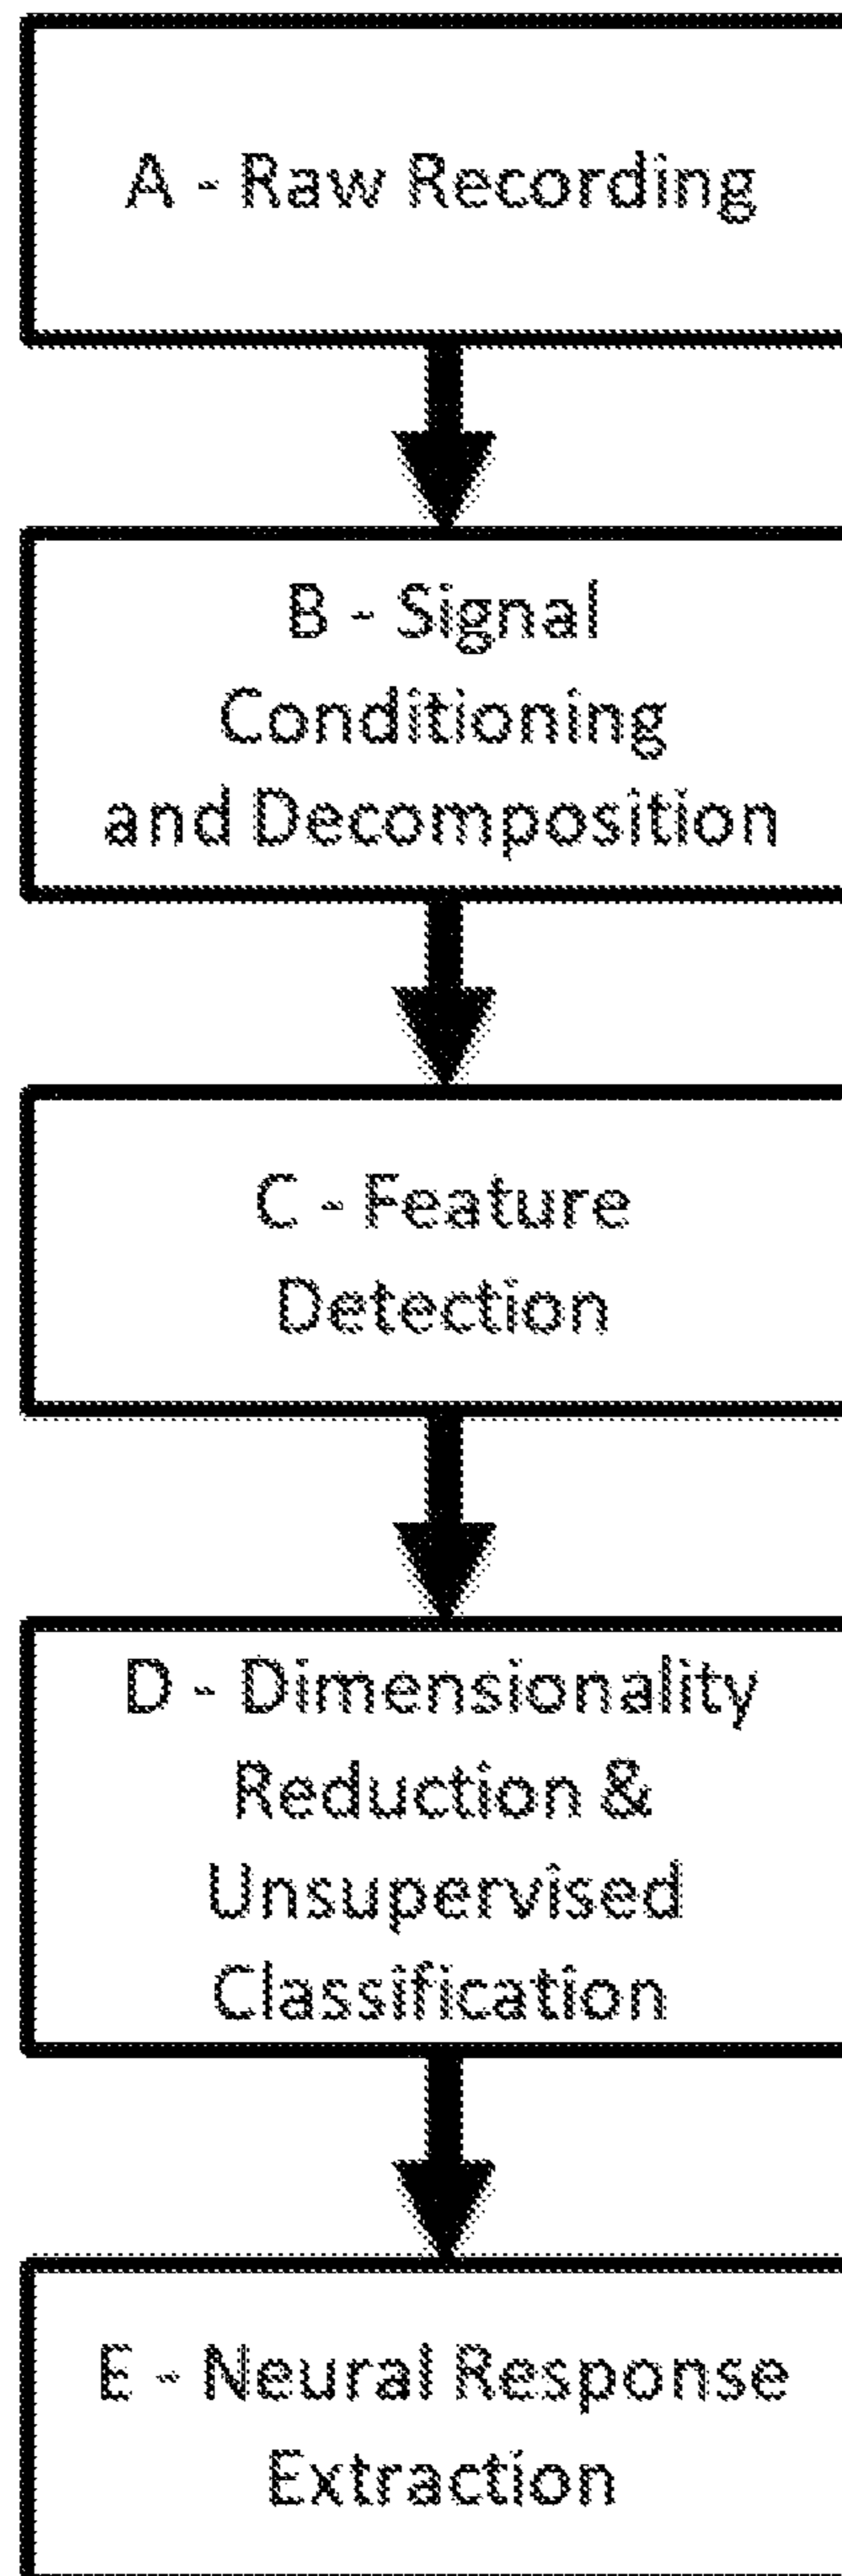 A - Raw Recording
B - Signal
Conditioning
and Decomposition
C - Feature
Detection
D - Dimensionality
Reduction &
Unsupervised
Classification
E - Neural Response
Extraction